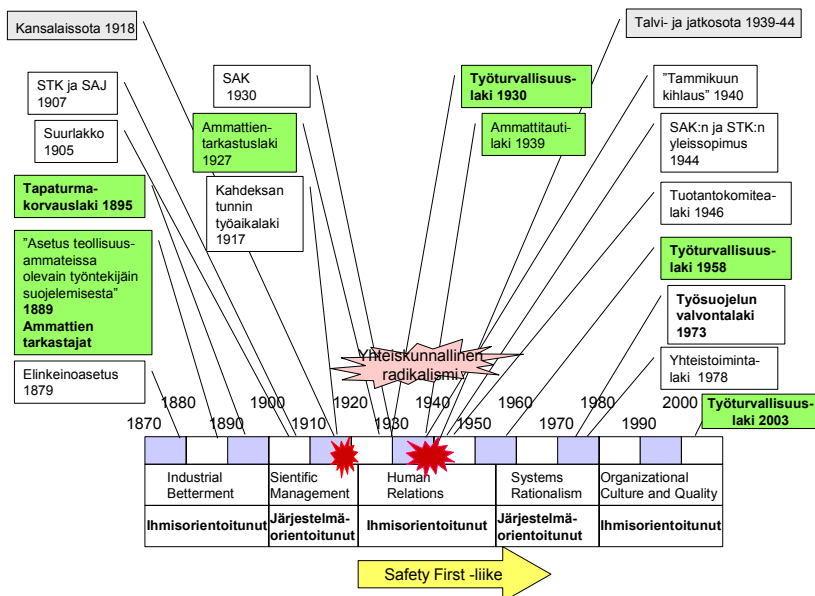 Kansalaissota 1918
Talvi- ja jatkosota 1939-44
STK ja SAJ
1907
SAK
1930
Työturvallisuus-
laki 1930
"Tammikuun
kihlaus" 1940
Suurlakko
1905
Ammattien-
tarkastuslaki
1927
Ammattitauti-
laki 1939
SAK:n ja STK:n
yleissopimus
1944
Tapaturma-
korvauslaki 1895
Kahdeksan
tunnin
työaikalaki
1917
Tuotantokomitea-
laki 1946
"Asetus teollisuus-
ammateissa
olevain työntekijäin
suojelemisesta"
1889
Ammattien
tarkastajat
Työturvallisuus-
laki 1958
Työsuojelun
valvontalaki
1973
Elinkeinoasetus
1879
Yhteiskunnallinen
radikalismi
Yhteistoiminta-
laki 1978
Työturvallisuus-
laki 2003
1870 1880 1890 1900 1910 1920 1930 1940 1950 1960 1970 1980 1990 2000
Industrial
Betterment
Sientific
Management
Human
Relations
Systems
Rationalism
Organizational
Culture and Quality
Ihmisorientoitunut
Järjestelmä-
orientoitunut
Ihmisorientoitunut
Järjestelmä-
orientoitunut
Ihmisorientoitunut
Safety First -liike